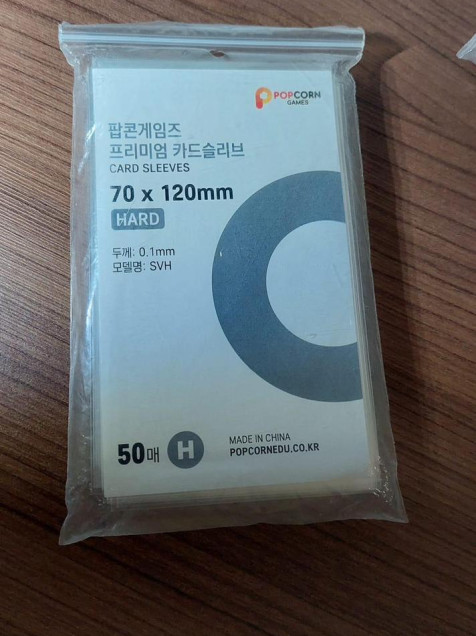 POPCORN
GAMES
팝콘게임즈
프리미엄 카드슬리브
CARD SLEEVES
70 x 120mm
HARD
두께: 0.1mm
모델명: SVH
50매 H
MADE IN CHINA
POPCORNEDU.CO.KR